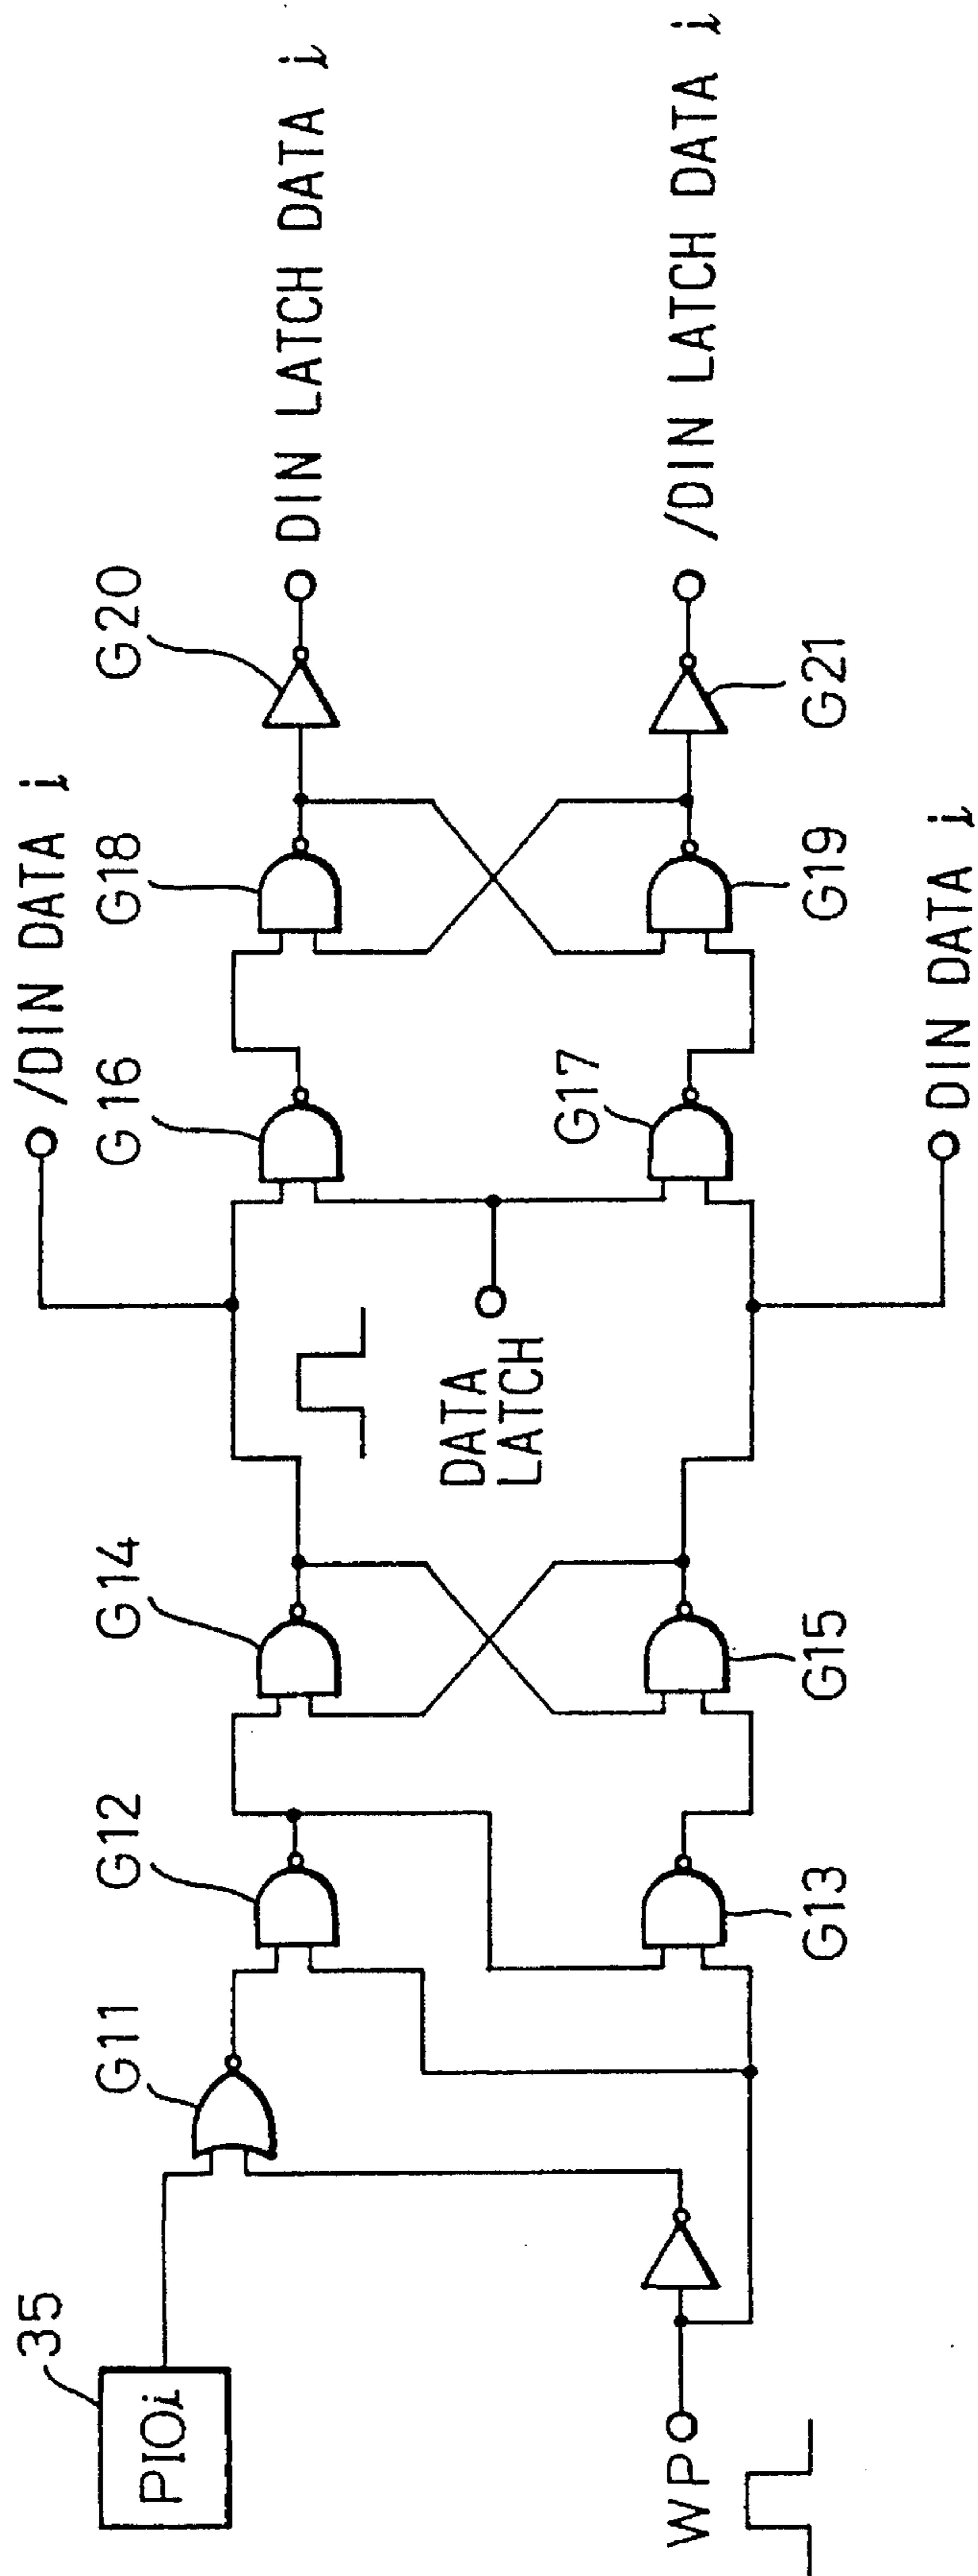 35
PIOi
WP
G11
G12
G13
G14
G15
DATA
LATCH
/DIN DATA i
DIN DATA i
G16
G17
G18
G19
G20
G21
DIN LATCH DATA i
/DIN LATCH DATA i